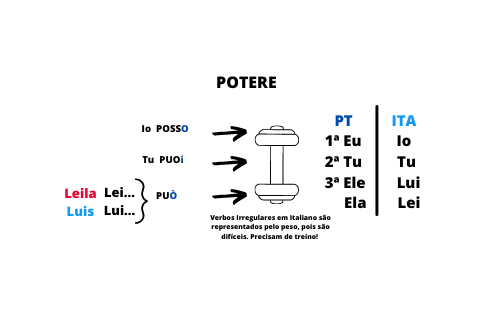 POTERE
Io POSSO
Tu PUOi
Leila Lei...
Luis Lui...
PUÒ
Verbos Irregulares em Italiano são
representados pelo peso, pois são
difíceis. Precisam de treino!
PT ITA
1ª Eu Io
2ª Tu Tu
3ª Ele Lui
Ela Lei